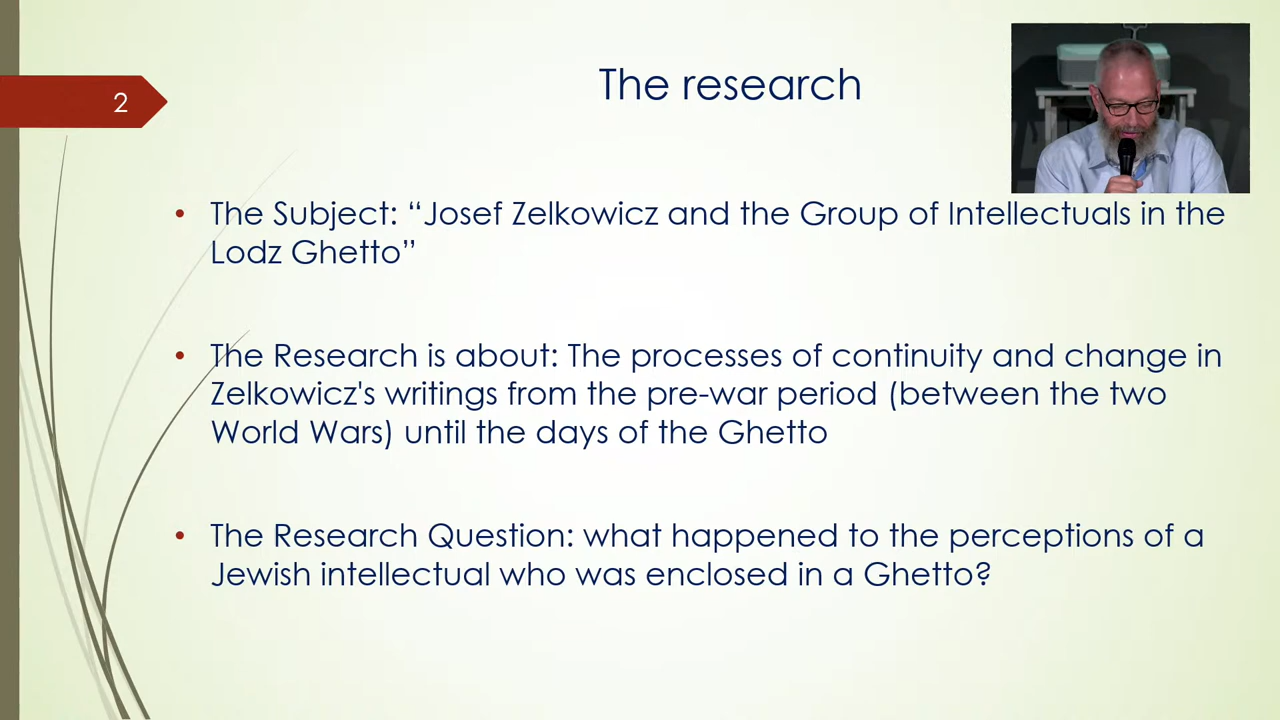 2
The research
• The Subject: “Josef Zelkowicz and the Group of Intellectuals in the
Lodz Ghetto”
• The Research is about: The processes of continuity and change in
Zelkowicz's writings from the pre-war period (between the two
World Wars) until the days of the Ghetto
• The Research Question: what happened to the perceptions of a
Jewish intellectual who was enclosed in a Ghetto?